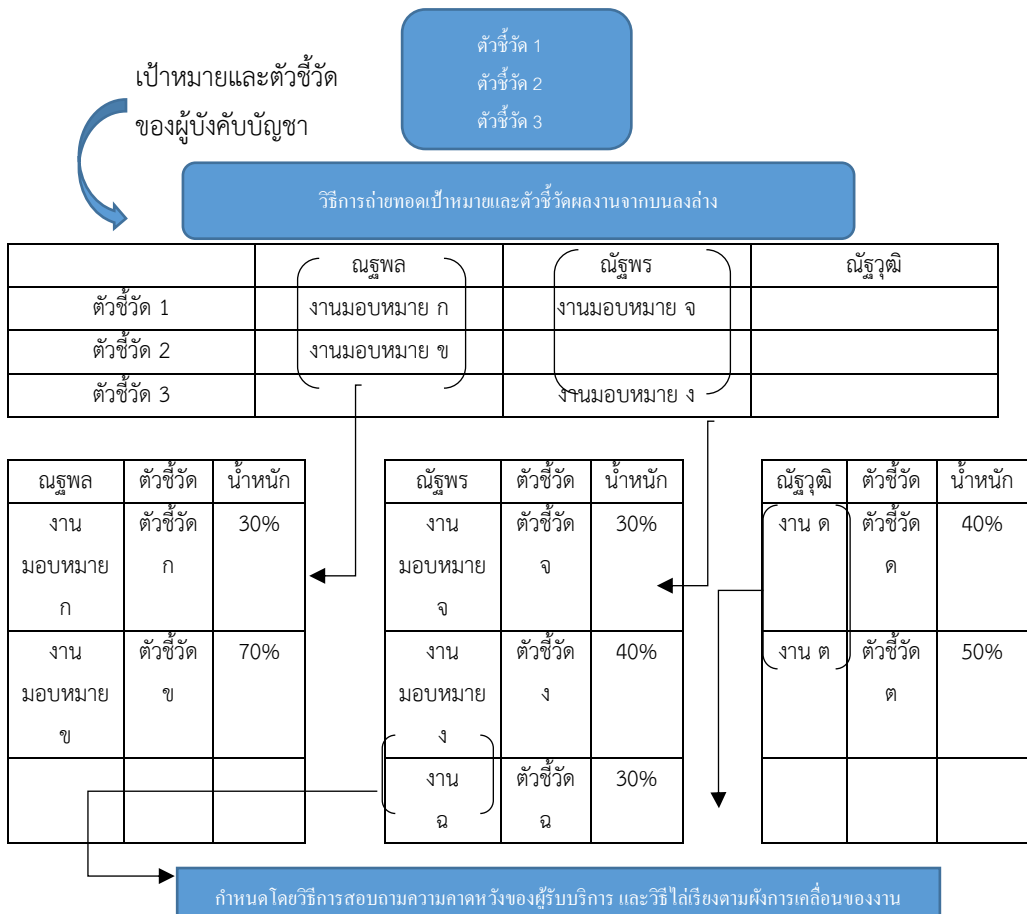 ตัวชี้วัด 1
ตัวชี้วัด 2
ตัวชี้วัด 3
เป้าหมายและตัวชี้วัด
ของผู้บังคับบัญชา
วิธีการถ่ายทอดเป้าหมายและตัวชี้วัดผลงานจากบนลงล่าง
ณฐพล ณัฐพร ณัฐวุฒิ
ตัวชี้วัด 1 งานมอบหมาย ก งานมอบหมาย จ
ตัวชี้วัด 2 งานมอบหมาย ข
ตัวชี้วัด 3 งานมอบหมาย ง
ณฐพล ตัวชี้วัด น้ำหนัก
งาน ตัวชี้วัด 30%
มอบหมาย ก
ก
งาน ตัวชี้วัด 70%
มอบหมาย ข
ข
ณัฐพร ตัวชี้วัด น้ำหนัก
งาน ตัวชี้วัด 30%
มอบหมาย จ
จ
งาน ตัวชี้วัด 40%
มอบหมาย ง
ง
งาน ตัวชี้วัด 30%
ฉ ฉ
ณัฐวุฒิ ตัวชี้วัด น้ำหนัก
งาน ด ตัวชี้วัด 40%
ด
งาน ต ตัวชี้วัด 50%
ต
กำหนดโดยวิธีการสอบถามความคาดหวังของผู้รับบริการ และวิธีไล่เรียงตามผังการเคลื่อนของงาน